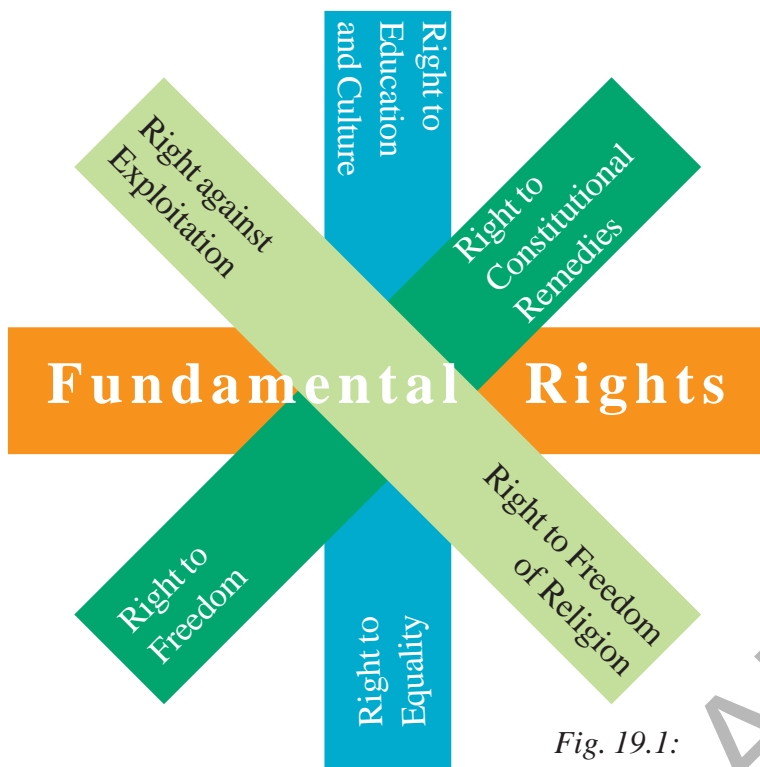 Right to
Education
and Culture
Right against
Exploitation
Right to
Constitutional
Remedies
Fundamental Rights
Right to
Freedom
Right to
Equality
Right to Freedom
of Religion
Fig. 19.1: